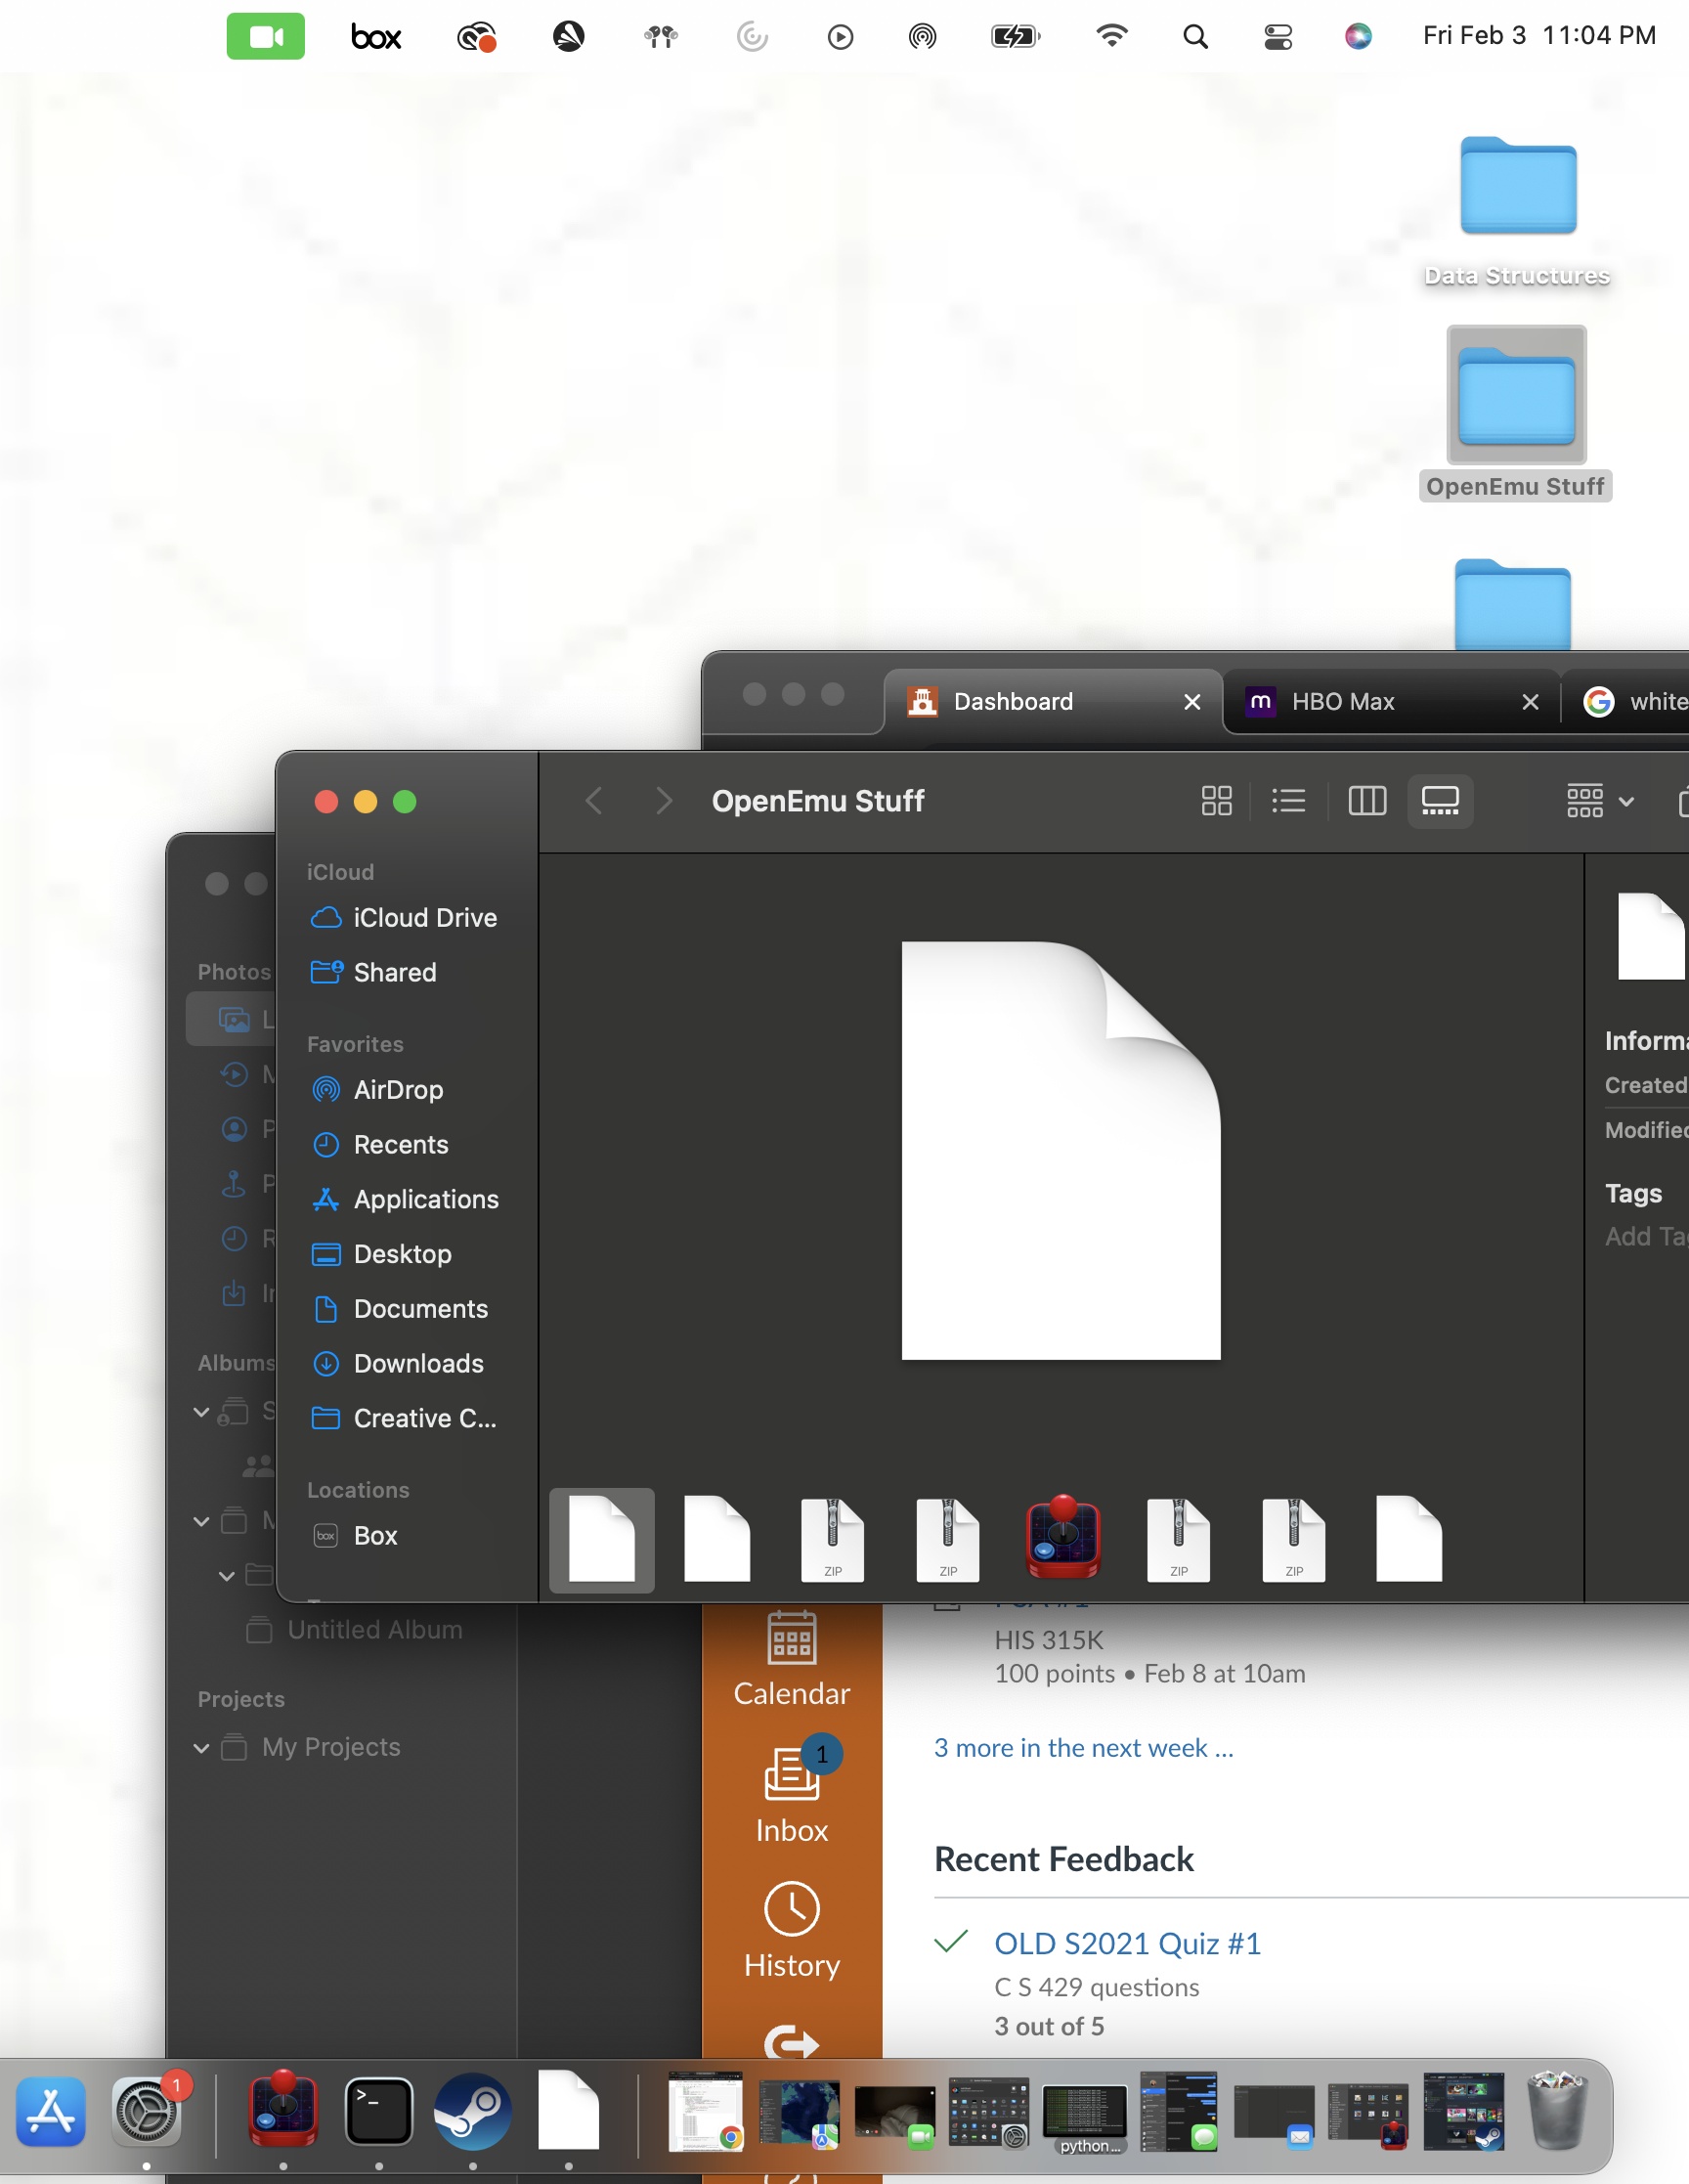 box
Fri Feb 3 11:04 PM
Data Structures
OpenEmu Stuff
Dashboard
HBO Max
white
OpenEmu Stuff
iCloud
iCloud Drive
Shared
Favorites
AirDrop
Recents
Applications
Desktop
Documents
Downloads
Creative C...
Locations
box
Box
Photos
L
M
P
P
R
Albums
S
M
Untitled Album
Projects
My Projects
Informa
Created
Modified
Tags
Add Ta
ZIP
ZIP
ZIP
ZIP
HIS 315K
100 points • Feb 8 at 10am
3 more in the next week ...
Calendar
1
Inbox
History
Recent Feedback
OLD S2021 Quiz #1
C S 429 questions
3 out of 5
1
>_
python...